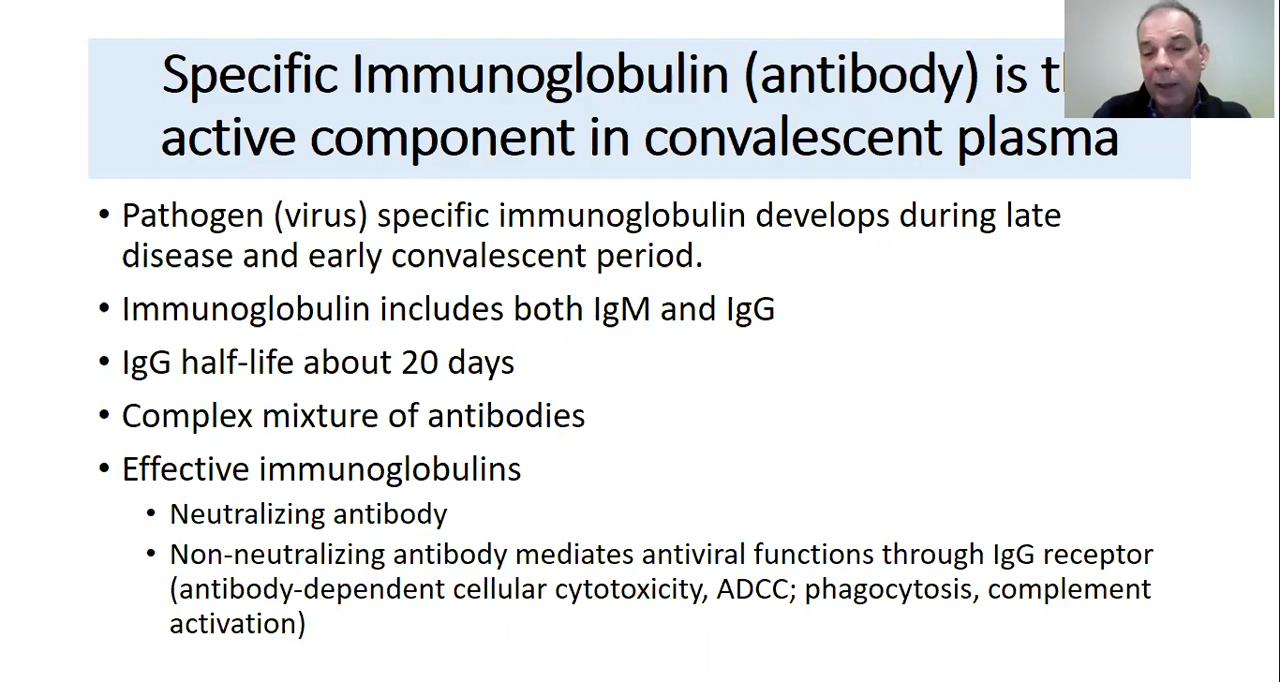 Specific Immunoglobulin (antibody) is
active component in convalescent plasma
• Pathogen (virus) specific immunoglobulin develops during late
disease and early convalescent period.
• Immunoglobulin includes both IgM and IgG
• IgG half-life about 20 days
• Complex mixture of antibodies
• Effective immunoglobulins
• Neutralizing antibody
• Non-neutralizing antibody mediates antiviral functions through IgG receptor
(antibody-dependent cellular cytotoxicity, ADCC; phagocytosis, complement
activation)